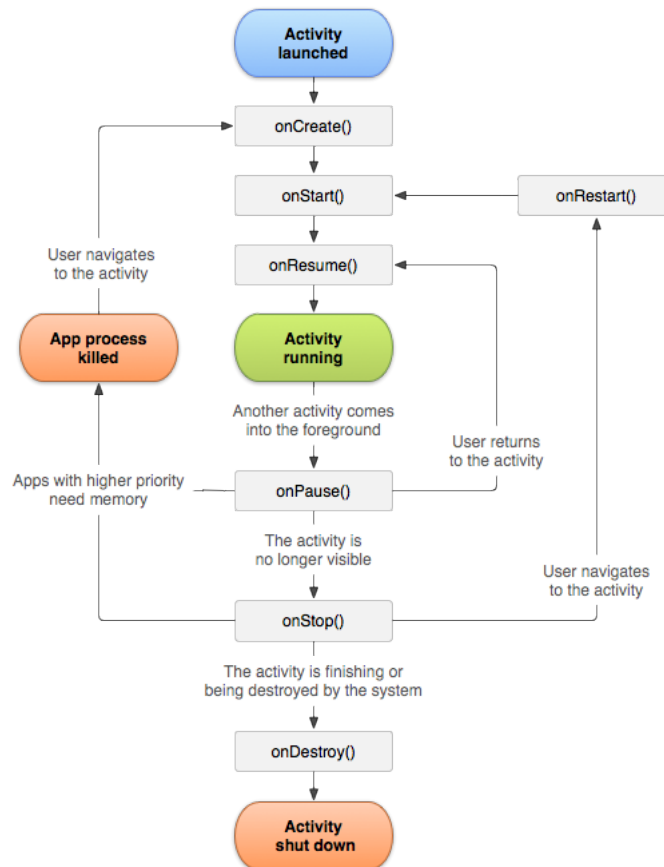 Activity
launched
onCreate()
onStart()
onRestart()
User navigates
to the activity
onResume()
App process
killed
Activity
running
Another activity comes
into the foreground
User returns
to the activity
Apps with higher priority
need memory
onPause()
The activity is
no longer visible
User navigates
to the activity
onStop()
The activity is finishing or
being destroyed by the system
onDestroy()
Activity
shut down